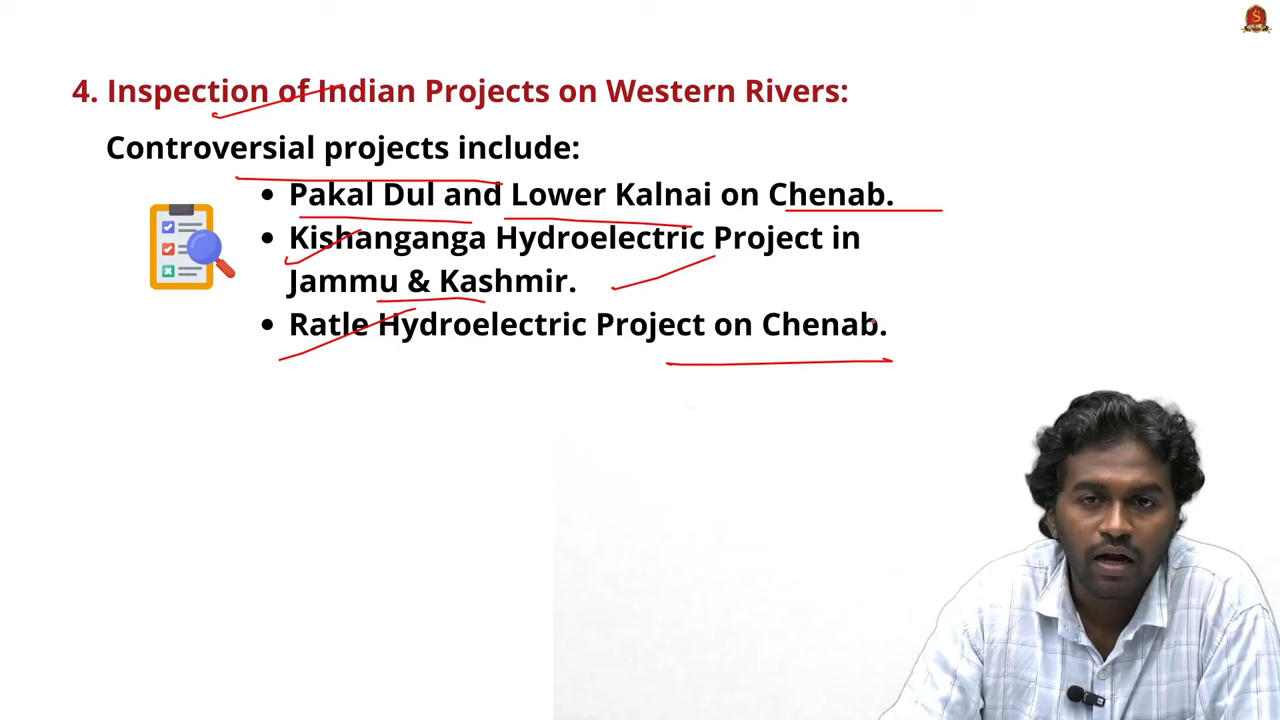 4. Inspection of Indian Projects on Western Rivers:
Controversial projects include:
• Pakal Dul and Lower Kalnai on Chenab.
• Kishanganga Hydroelectric Project in
Jammu & Kashmir.
• Ratle Hydroelectric Project on Chenab.